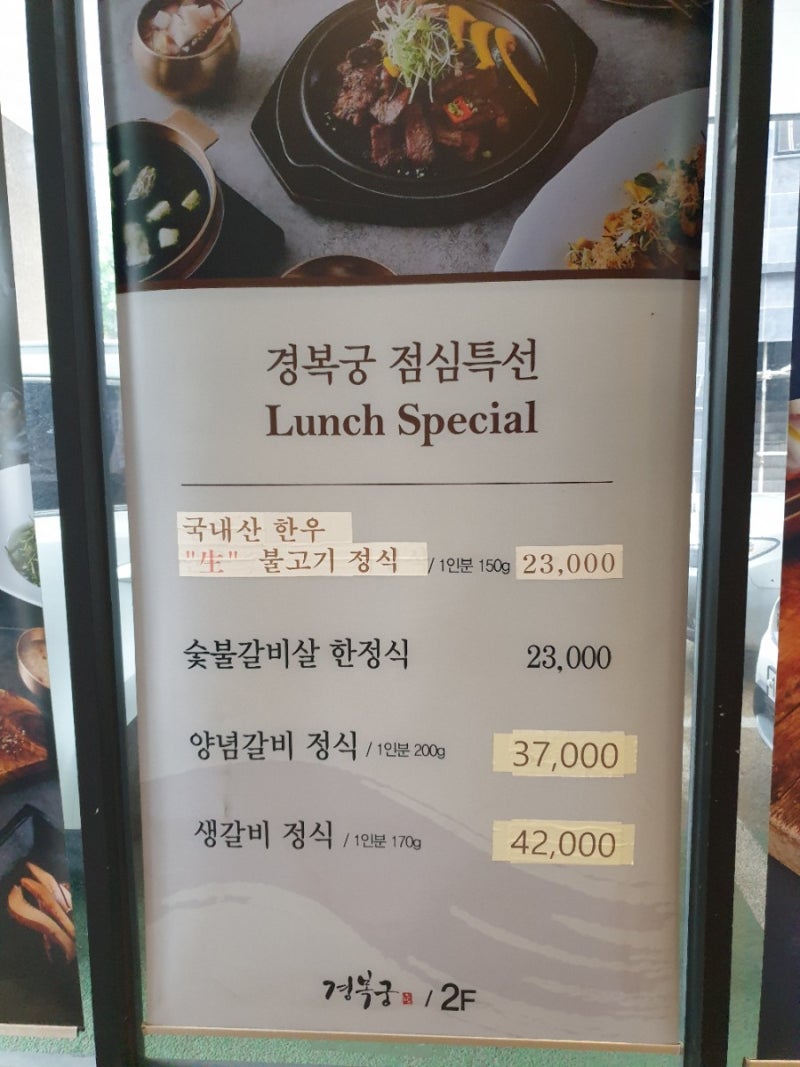 경복궁 점심특선
Lunch Special
국내산 한우
"生" 불고기 정식 / 1인분 150g 23,000
숯불갈비살 한정식 23,000
양념갈비 정식 / 1인분 200g 37,000
생갈비 정식 / 1인분 170g 42,000
경복궁 / 2F